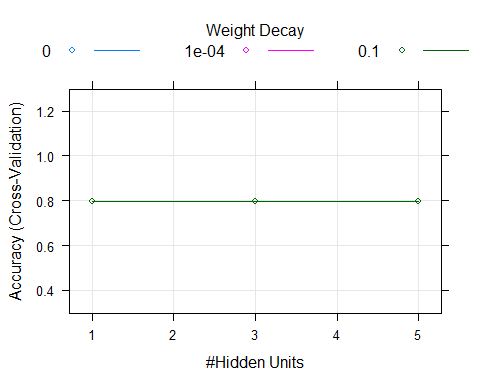 Weight Decay
0 1e-04 0.1
Accuracy (Cross-Validation)
1.2
1.0
0.8
0.6
0.4
1 2 3 4 5
#Hidden Units